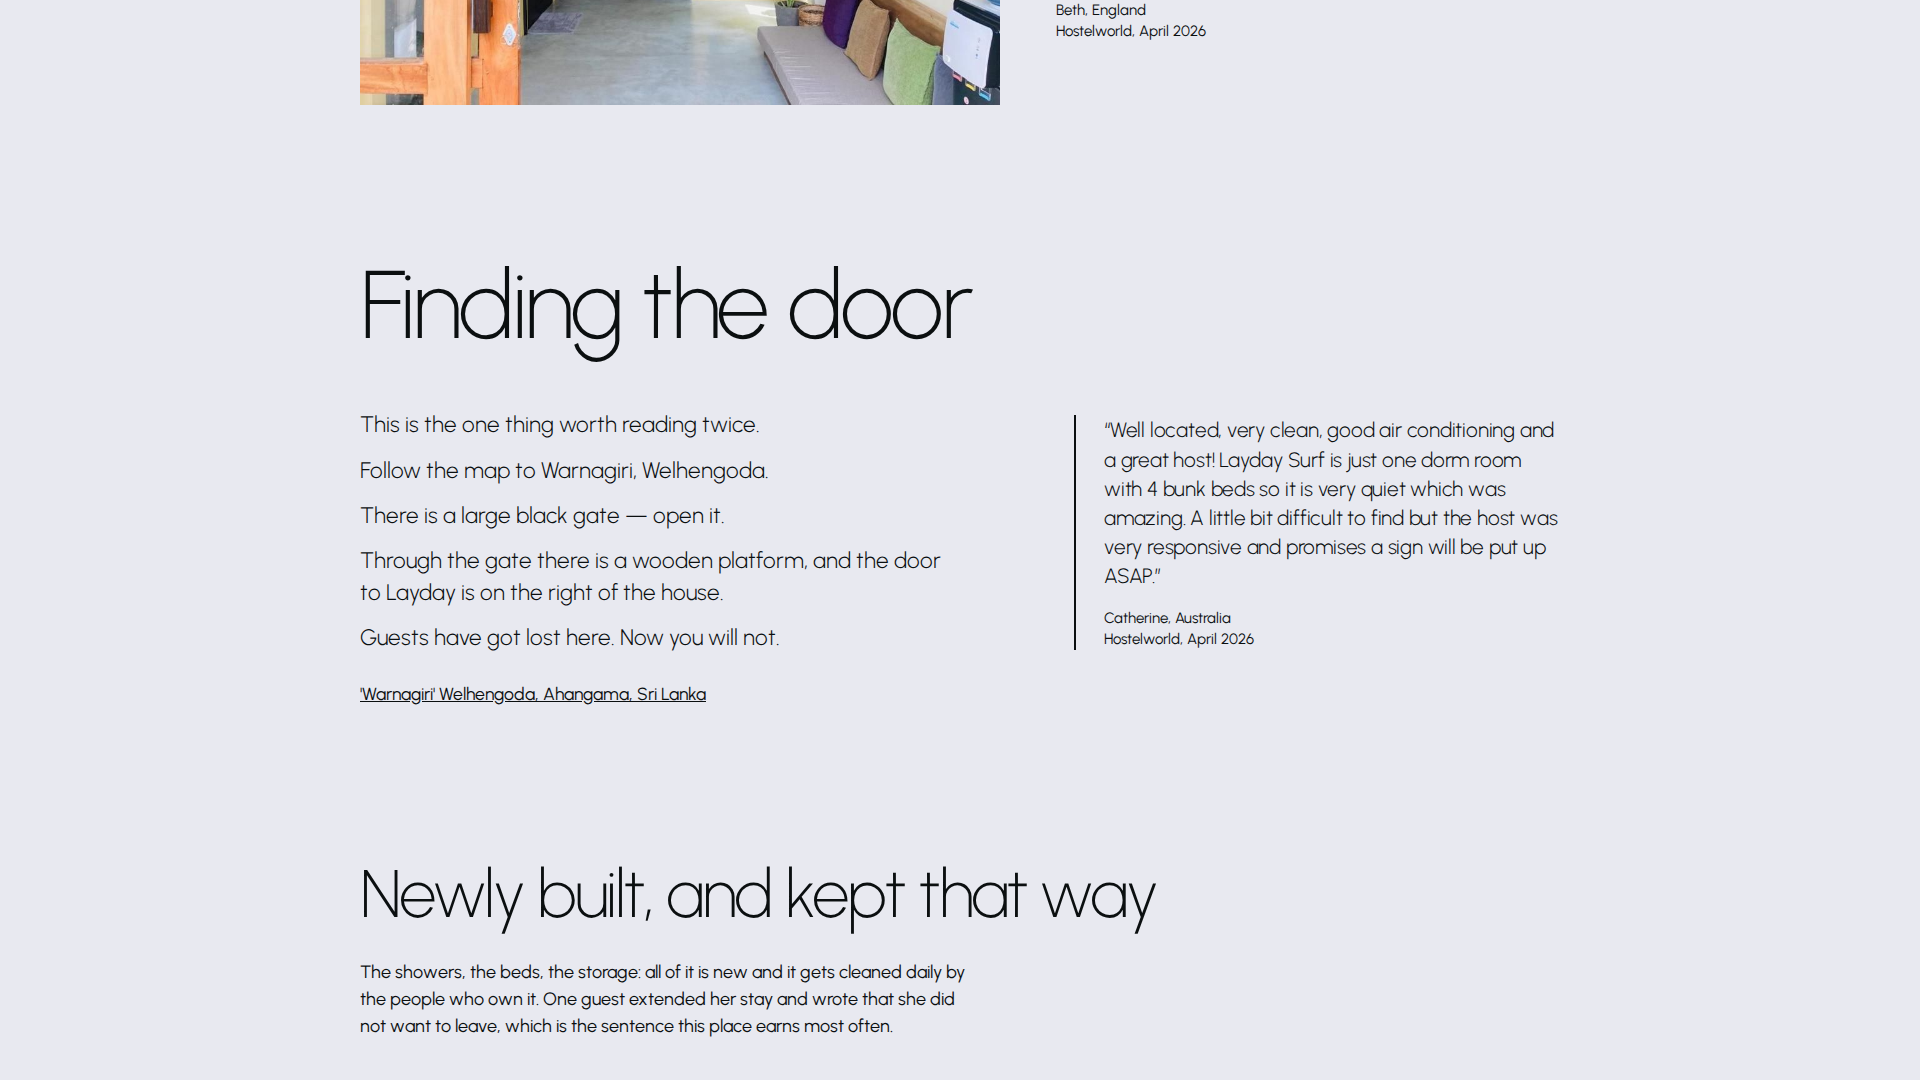 Beth, England
Hostelworld, April 2026
Finding the door
This is the one thing worth reading twice.
Follow the map to Warnagiri, Welhengoda.
There is a large black gate — open it.
Through the gate there is a wooden platform, and the door
to Layday is on the right of the house.
Guests have got lost here. Now you will not.
'Warnagiri' Welhengoda, Ahangama, Sri Lanka
“Well located, very clean, good air conditioning and
a great host! Layday Surf is just one dorm room
with 4 bunk beds so it is very quiet which was
amazing. A little bit difficult to find but the host was
very responsive and promises a sign will be put up
ASAP.”
Catherine, Australia
Hostelworld, April 2026
Newly built, and kept that way
The showers, the beds, the storage: all of it is new and it gets cleaned daily by
the people who own it. One guest extended her stay and wrote that she did
not want to leave, which is the sentence this place earns most often.